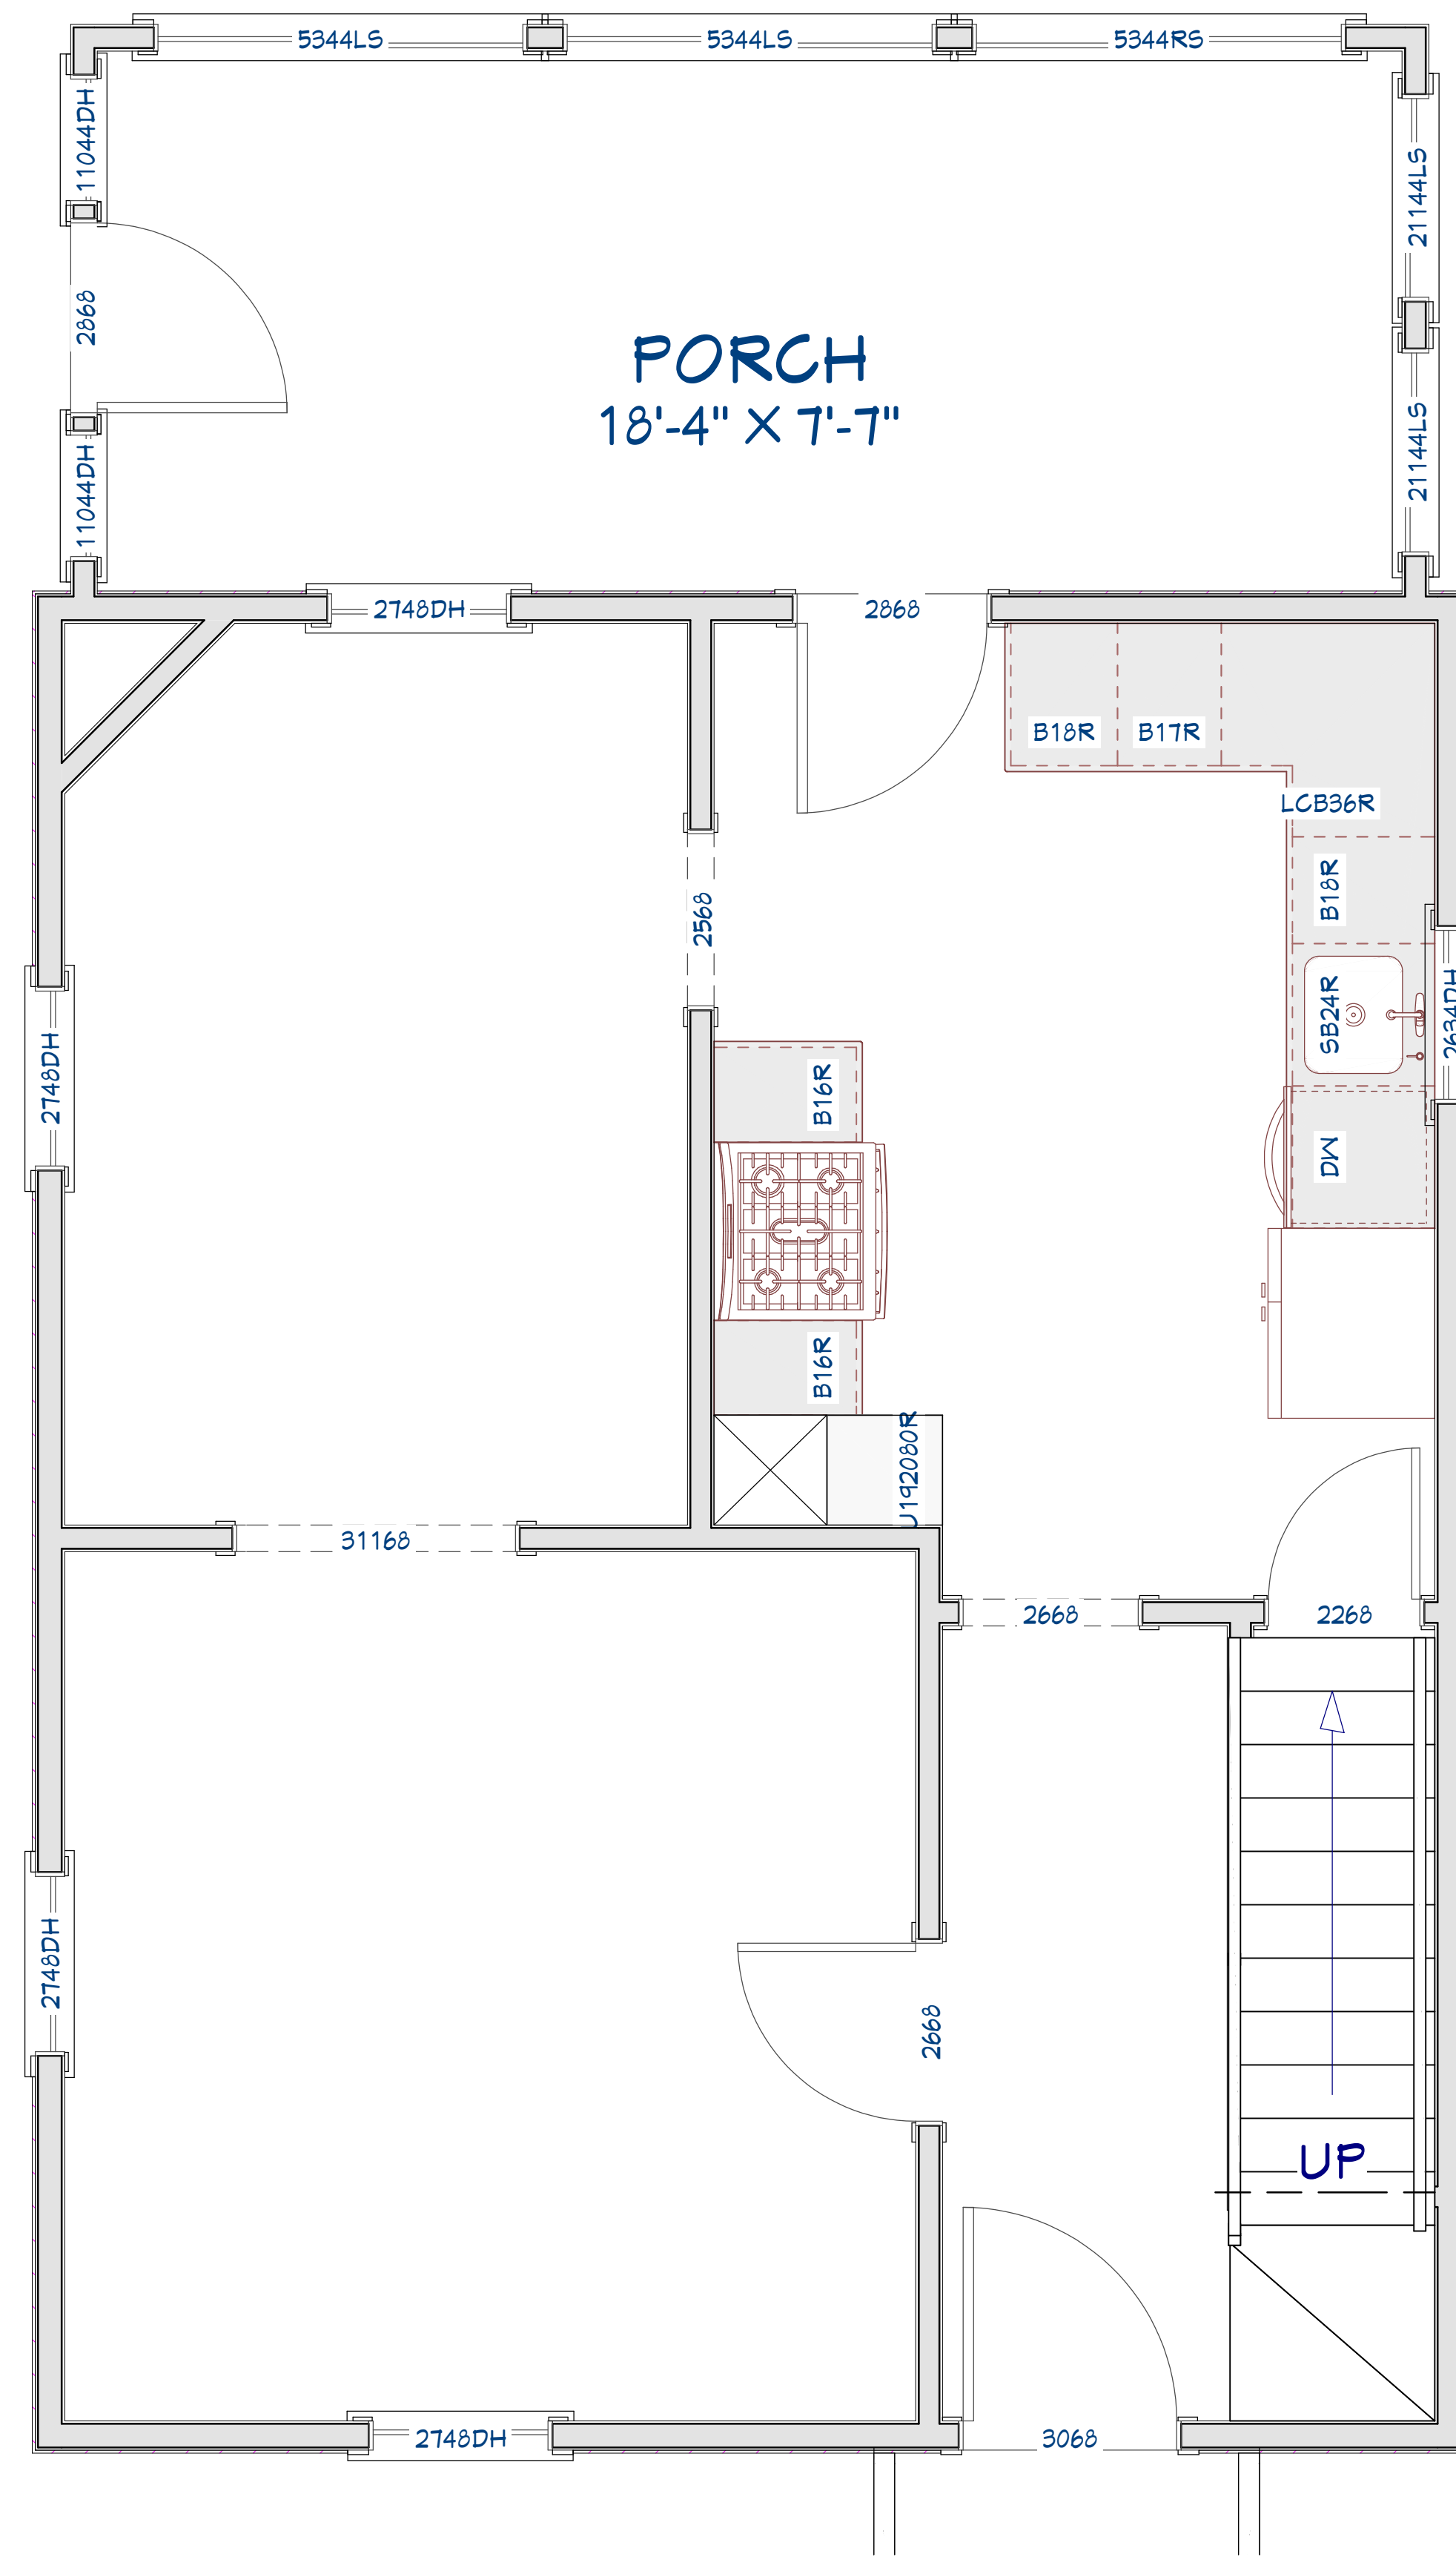 5344LS
5344LS
5344RS
11044DH
21144LS
2868
PORCH
18'-4" X 7'-7"
11044DH
21144LS
2748DH
2868
B18R
B17R
LCB36R
B18R
2568
SB24R
2634DH
2748DH
B16R
DW
B16R
U192080R
31168
2668
2268
2748DH
2668
UP
2748DH
3068